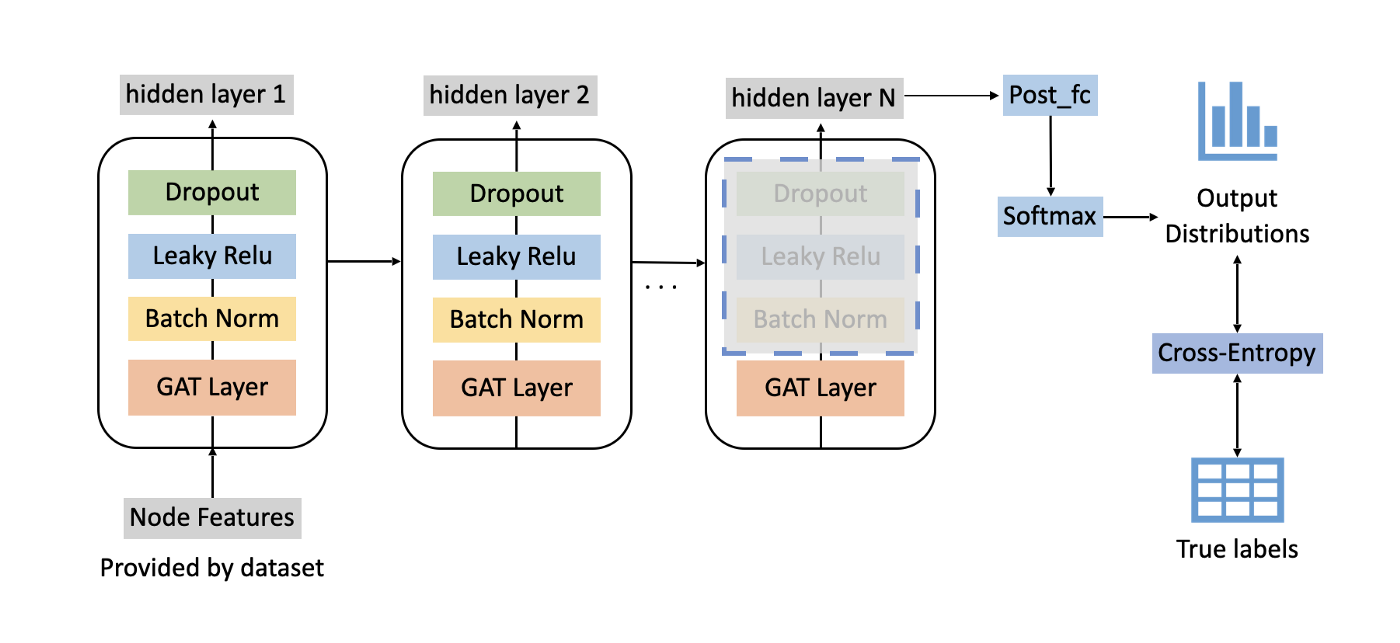 hidden layer 1
Dropout
Leaky Relu
Batch Norm
GAT Layer
Node Features
Provided by dataset
hidden layer 2
Dropout
Leaky Relu
Batch Norm
GAT Layer
. . .
hidden layer N
Dropout
Leaky Relu
Batch Norm
GAT Layer
Post_fc
Softmax
Output
Distributions
Cross-Entropy
True labels